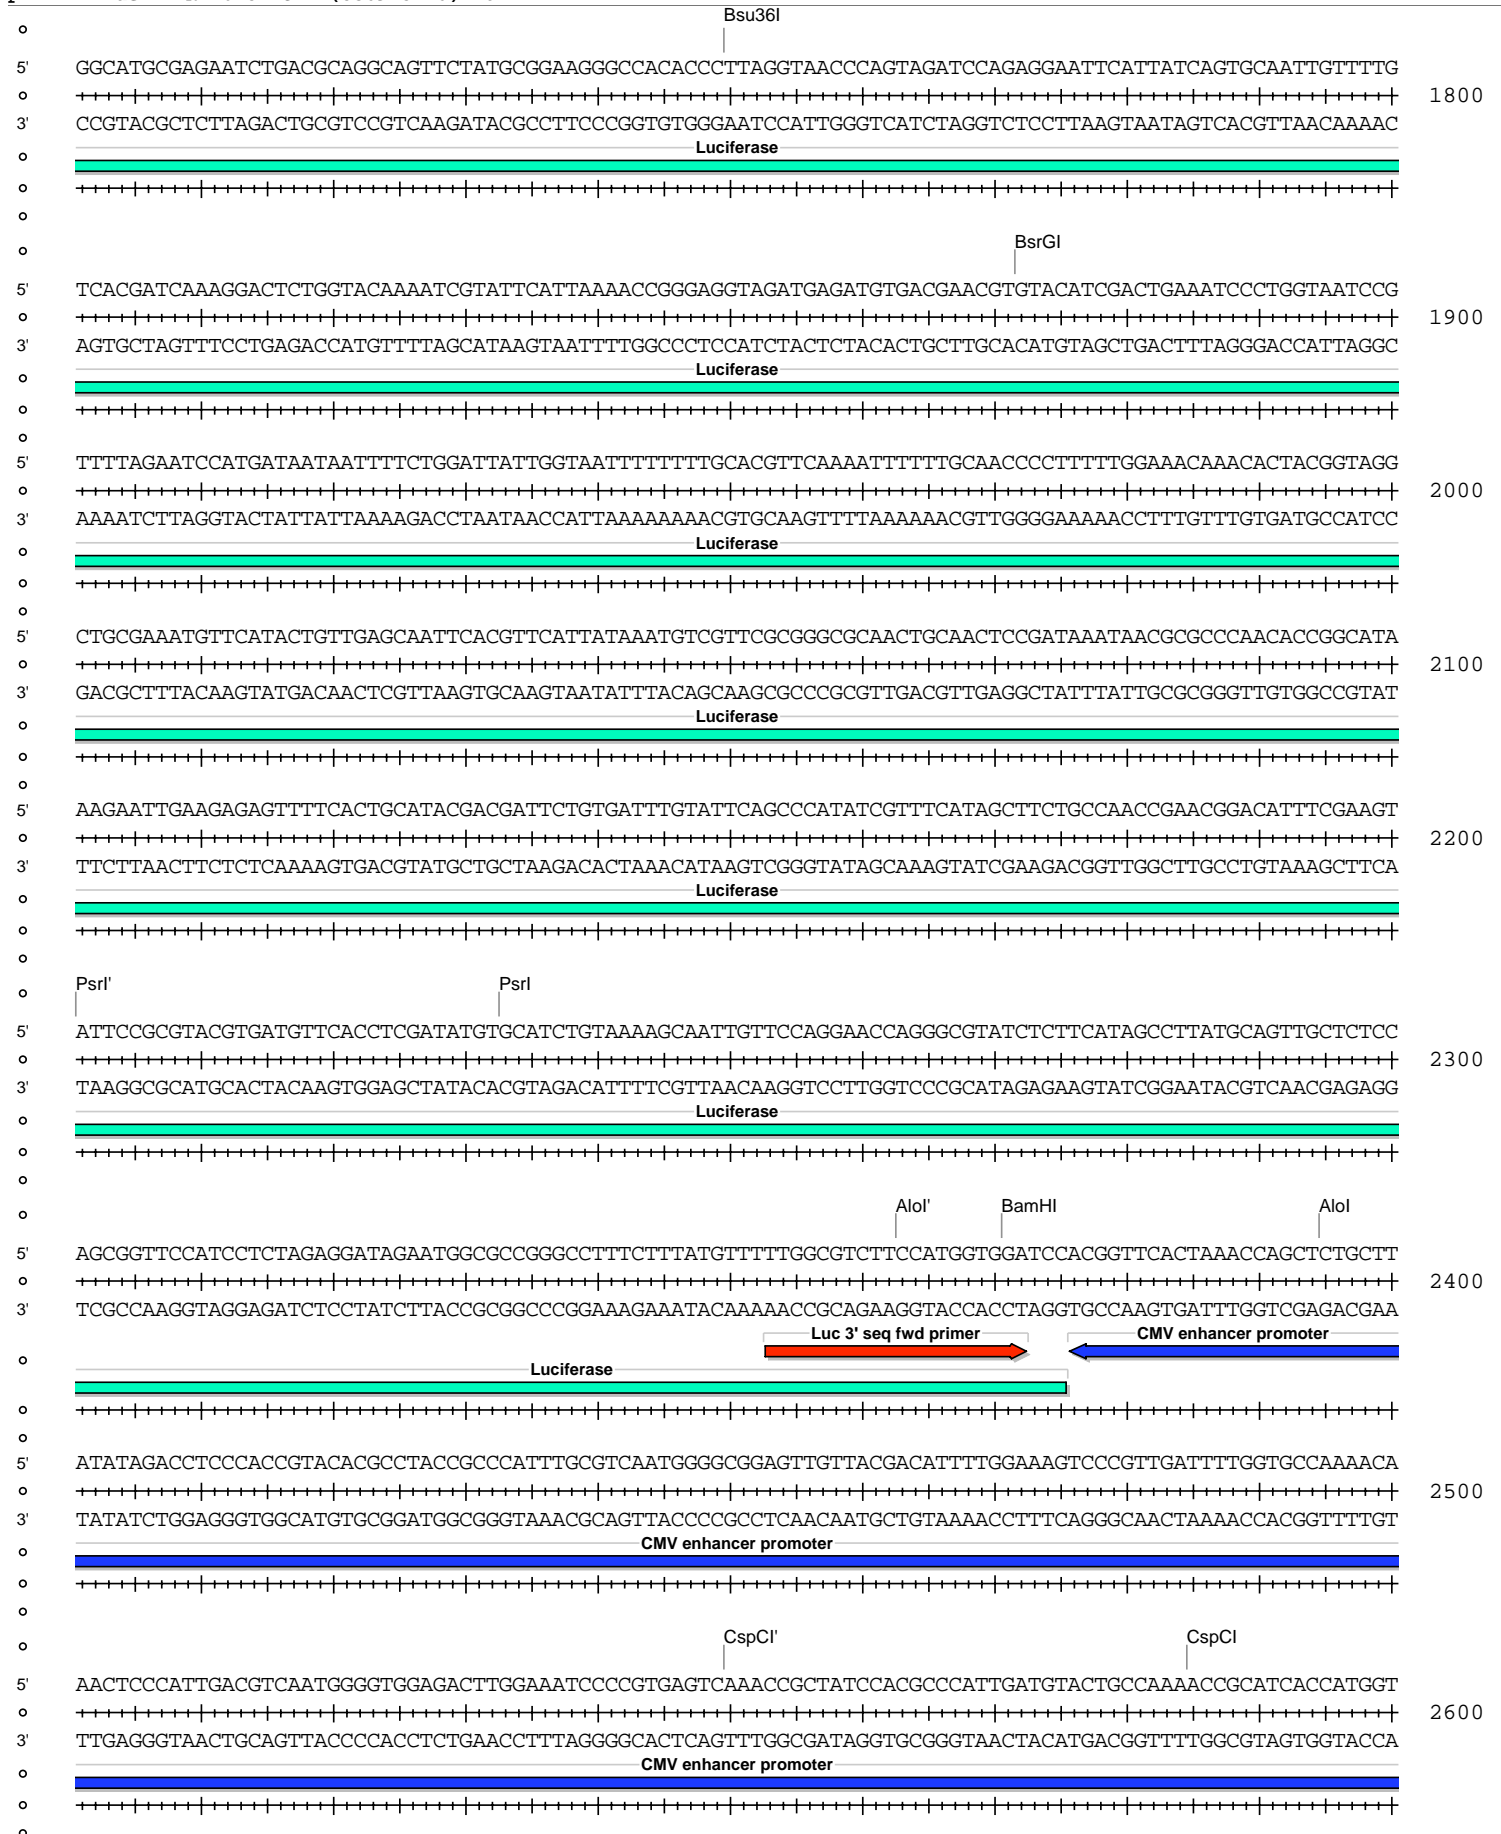 Bsu36I
5' GGCATGCGAGAATCTGACGCAGGCAGTTCTATGCGGAAGGGCCACACCCTTAGGTAACCCAGTAGATCCAGAGGAATTCATTATCAGTGCAATTGTTTTG
1800
3' CCGTACGCTCTTAGACTGCGTCCGTCAAGATACGCCTTCCCGGTGTGGGAATCCATTGGGTCATCTAGGTCTCCTTAAGTAATAGTCACGTTAACAAAAC
Luciferase
BsrGI
5' TCACGATCAAAGGACTCTGGTACAAAATCGTATTCATTAAAACCGGGAGGTAGATGAGATGTGACGAACGTGTACATCGACTGAAATCCCTGGTAATCCG
1900
3' AGTGCTAGTTTCCTGAGACCATGTTTTAGCATAAGTAATTTTGGCCCTCCATCTACTCTACACTGCTTGCACATGTAGCTGACTTTAGGGACCATTAGGC
Luciferase
5' TTTTAGAATCCATGATAATAATTTTCTGGATTATTGGTAATTTTTTTTGCACGTTCAAAATTTTTTGCAACCCCTTTTTGGAAACAAACACTACGGTAGG
2000
3' AAAATCTTAGGTACTATTATTAAAAGACCTAATAACCATTAAAAAAAACGTGCAAGTTTTAAAAAACGTTGGGGAAAAACCTTTGTTTGTGATGCCATCC
Luciferase
5' CTGCGAAATGTTCATACTGTTGAGCAATTCACGTTCATTATAAATGTCGTTCGCGGGCGCAACTGCAACTCCGATAAATAACGCGCCCAACACCGGCATA
2100
3' GACGCTTTACAAGTATGACAACTCGTTAAGTGCAAGTAATATTTACAGCAAGCGCCCGCGTTGACGTTGAGGCTATTTATTGCGCGGGTTGTGGCCGTAT
Luciferase
5' AAGAATTGAAGAGAGTTTTCACTGCATACGACGATTCTGTGATTTGTATTCAGCCCATATCGTTTCATAGCTTCTGCCAACCGAACGGACATTTCGAAGT
2200
3' TTCTTAACTTCTCTCAAAAGTGACGTATGCTGCTAAGACACTAAACATAAGTCGGGTATAGCAAAGTATCGAAGACGGTTGGCTTGCCTGTAAAGCTTCA
Luciferase
PsrI' PsrI
5' ATTCCGCGTACGTGATGTTCACCTCGATATGTGCATCTGTAAAAGCAATTGTTCCAGGAACCAGGGCGTATCTCTTCATAGCCTTATGCAGTTGCTCTCC
2300
3' TAAGGCGCATGCACTACAAGTGGAGCTATACACGTAGACATTTTCGTTAACAAGGTCCTTGGTCCCGCATAGAGAAGTATCGGAATACGTCAACGAGAGG
Luciferase
AloI' BamHI AloI
5' AGCGGTTCCATCCTCTAGAGGATAGAATGGCGCCGGGCCTTTCTTTATGTTTTTGGCGTCTTCCATGGTGGATCCACGGTTCACTAAACCAGCTCTGCTT
2400
3' TCGCCAAGGTAGGAGATCTCCTATCTTACCGCGGCCCGGAAAGAAATACAAAAACCGCAGAAGGTACCACCTAGGTGCCAAGTGATTTGGTCGAGACGAA
Luc 3' seq fwd primer CMV enhancer promoter
Luciferase
5' ATATAGACCTCCCACCGTACACGCCTACCGCCCATTTGCGTCAATGGGGCGGAGTTGTTACGACATTTTGGAAAGTCCCGTTGATTTTGGTGCCAAAACA
2500
3' TATATCTGGAGGGTGGCATGTGCGGATGGCGGGTAAACGCAGTTACCCCGCCTCAACAATGCTGTAAAACCTTTCAGGGCAACTAAAACCACGGTTTTGT
CMV enhancer promoter
CspCI' CspCI
5' AACTCCCATTGACGTCAATGGGGTGGAGACTTGGAAATCCCCGTGAGTCAAACCGCTATCCACGCCCATTGATGTACTGCCAAAACCGCATCACCATGGT
2600
3' TTGAGGGTAACTGCAGTTACCCCACCTCTGAACCTTTAGGGGCACTCAGTTTGGCGATAGGTGCGGGTAACTACATGACGGTTTTGGCGTAGTGGTACCA
CMV enhancer promoter